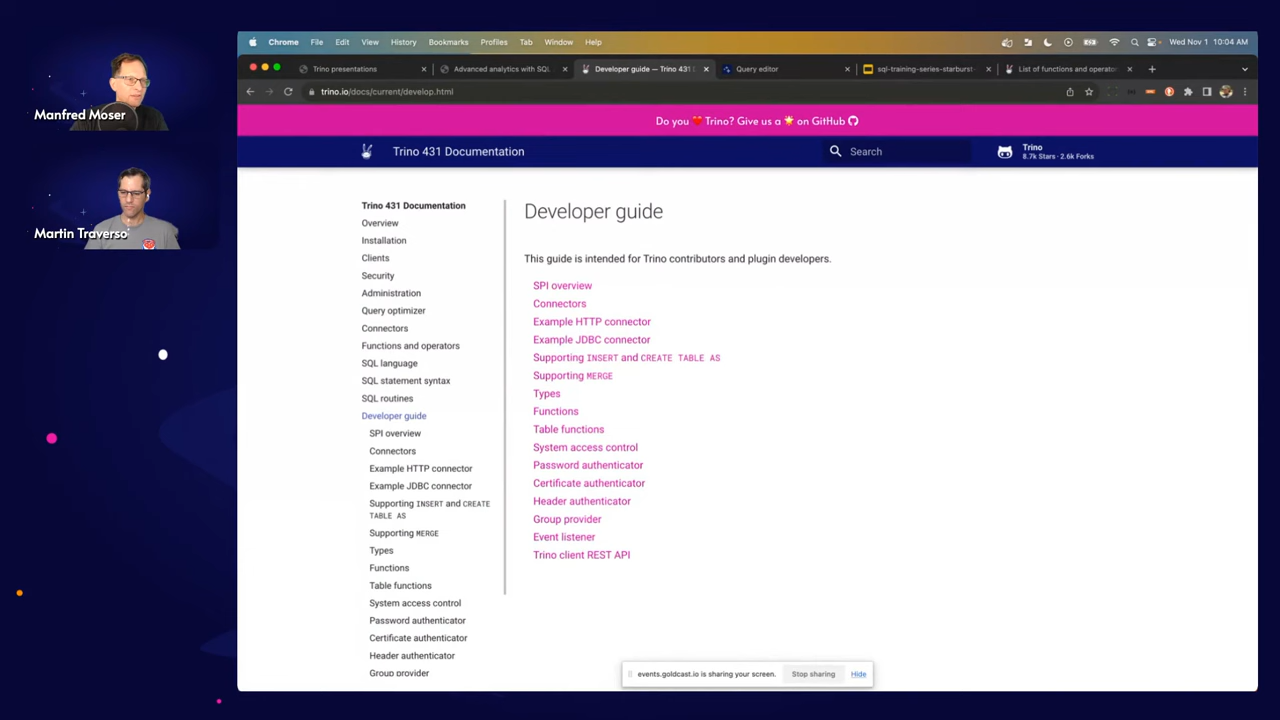 Manfred Moser
Martin Traverso
Chrome File Edit View History Bookmarks Profiles Tab Window Help
Wed Nov 1 10:04 AM
Trino presentations
Advanced analytics with SQL
Developer guide — Trino 431
Query editor
sql-training-series-starburst
List of functions and operator
trino.io/docs/current/develop.html
Do you ❤️ Trino? Give us a 🌟 on GitHub
Trino 431 Documentation
Search
Trino
8.7k Stars · 2.6k Forks
Trino 431 Documentation
Overview
Installation
Clients
Security
Administration
Query optimizer
Connectors
Functions and operators
SQL language
SQL statement syntax
SQL routines
Developer guide
SPI overview
Connectors
Example HTTP connector
Example JDBC connector
Supporting INSERT and CREATE
TABLE AS
Supporting MERGE
Types
Functions
Table functions
System access control
Password authenticator
Certificate authenticator
Header authenticator
Group provider
Developer guide
This guide is intended for Trino contributors and plugin developers.
SPI overview
Connectors
Example HTTP connector
Example JDBC connector
Supporting INSERT and CREATE TABLE AS
Supporting MERGE
Types
Functions
Table functions
System access control
Password authenticator
Certificate authenticator
Header authenticator
Group provider
Event listener
Trino client REST API
events.goldcast.io is sharing your screen.
Stop sharing
Hide